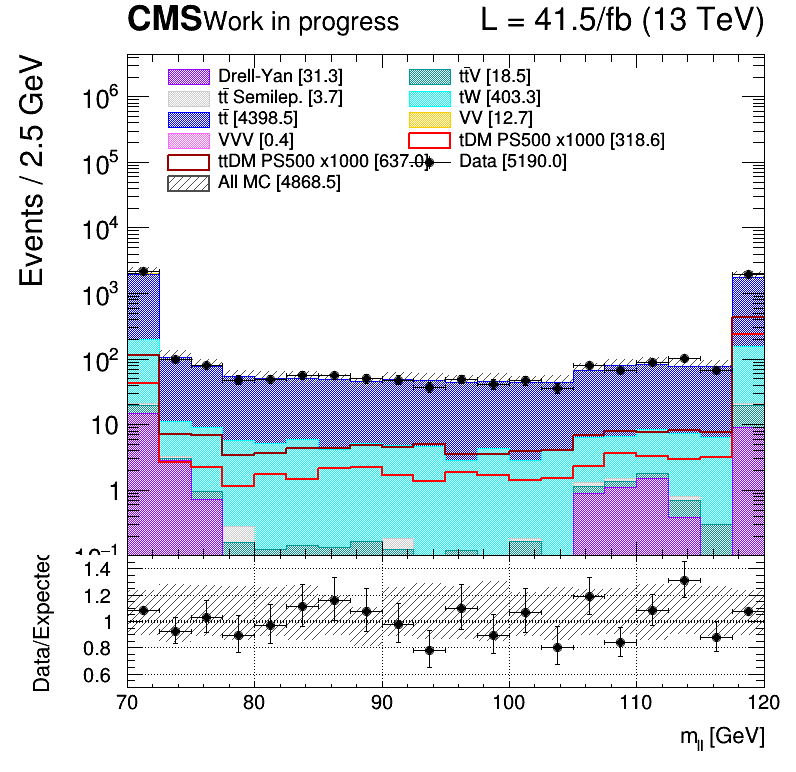 CMS Work in progress L = 41.5/fb (13 TeV)
Events / 2.5 GeV
Drell-Yan [31.3]
tt̄ Semilep. [3.7]
tt̄ [4398.5]
VVV [0.4]
ttDM PS500 x1000 [637.0]
All MC [4868.5]
tt̄V [18.5]
tW [403.3]
VV [12.7]
tDM PS500 x1000 [318.6]
Data [5190.0]
10⁶
10⁵
10⁴
10³
10²
10
1
10⁻¹
Data/Expected
1.4
1.2
1
0.8
0.6
70 80 90 100 110 120
m_ll [GeV]